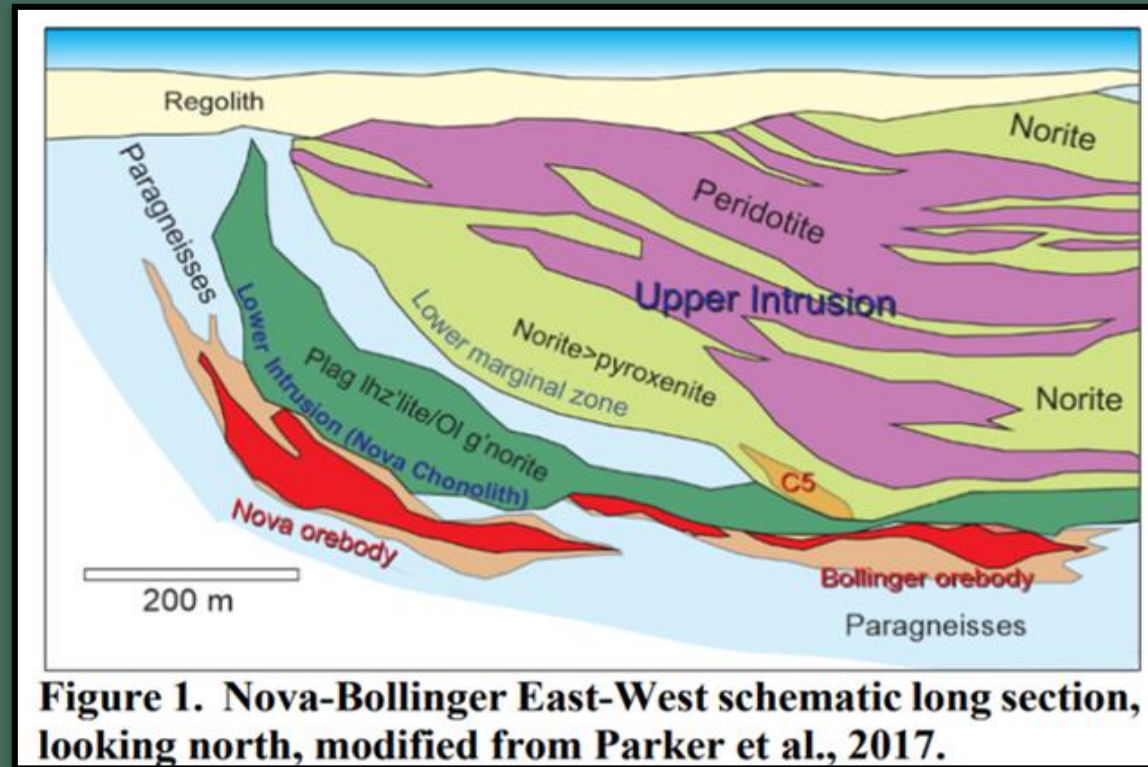 Regolith
Paragneisses
Norite
Peridotite
Upper Intrusion
Lower Intrusion (Nova Chonolith)
Plag lhz'lite/Ol g'norite
Lower marginal zone
Norite>pyroxenite
Norite
C5
Nova orebody
Bollinger orebody
200 m
Paragneisses
Figure 1. Nova-Bollinger East-West schematic long section,
looking north, modified from Parker et al., 2017.